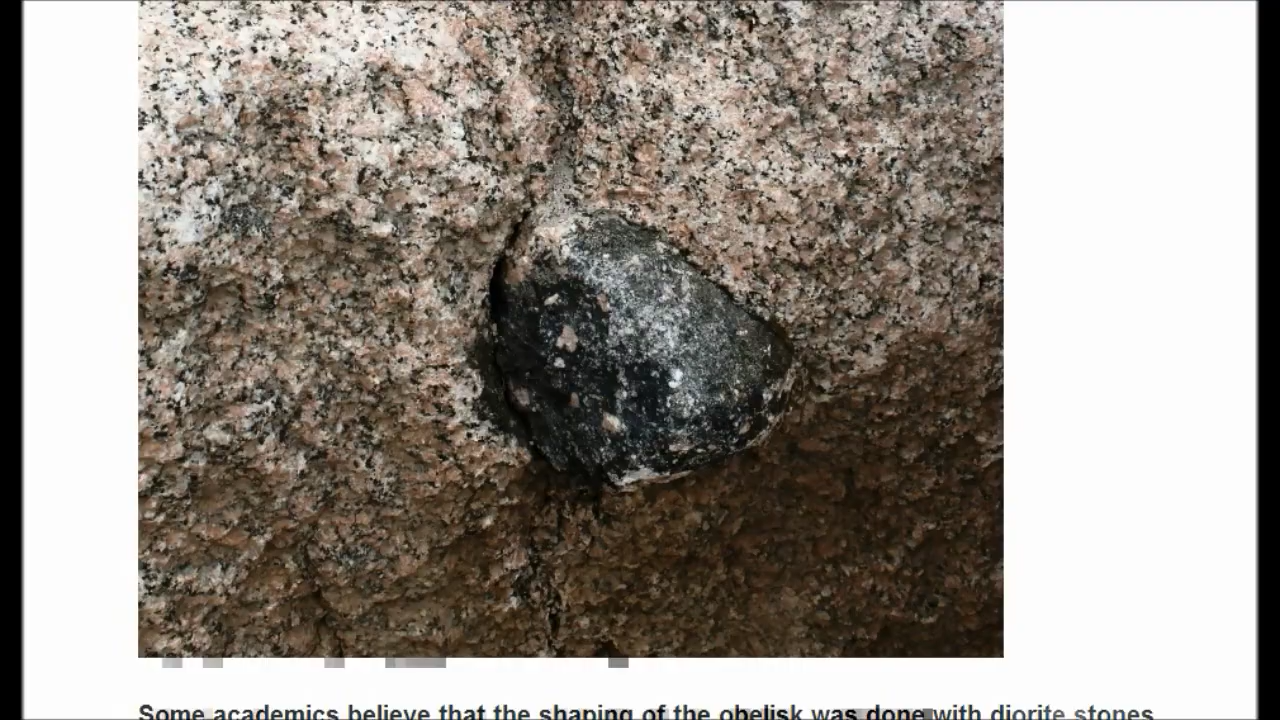 Some academics believe that the shaping of the obelisk was done with diorite stones